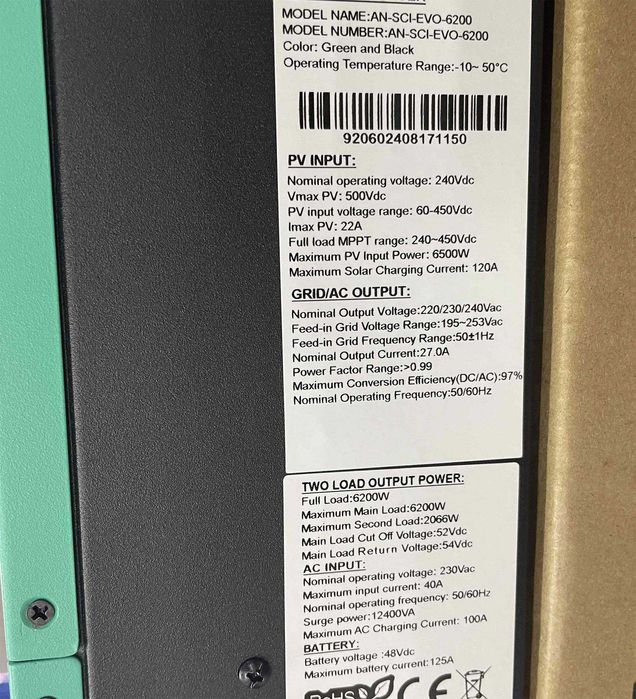 MODEL NAME:AN-SCI-EVO-6200
MODEL NUMBER:AN-SCI-EVO-6200
Color: Green and Black
Operating Temperature Range:-10~ 50°C
920602408171150
PV INPUT:
Nominal operating voltage: 240Vdc
Vmax PV: 500Vdc
PV input voltage range: 60-450Vdc
Imax PV: 22A
Full load MPPT range: 240~450Vdc
Maximum PV Input Power: 6500W
Maximum Solar Charging Current: 120A
GRID/AC OUTPUT:
Nominal Output Voltage:220/230/240Vac
Feed-in Grid Voltage Range:195~253Vac
Feed-in Grid Frequency Range:50±1Hz
Nominal Output Current:27.0A
Power Factor Range:>0.99
Maximum Conversion Efficiency(DC/AC):97%
Nominal Operating Frequency:50/60Hz
TWO LOAD OUTPUT POWER:
Full Load:6200W
Maximum Main Load:6200W
Maximum Second Load:2066W
Main Load Cut Off Voltage:52Vdc
Main Load Return Voltage:54Vdc
AC INPUT:
Nominal operating voltage: 230Vac
Maximum input current: 40A
Nominal operating frequency: 50/60Hz
Surge power:12400VA
Maximum AC Charging Current: 100A
BATTERY:
Battery voltage :48Vdc
Maximum battery current:125A
RoHS CE